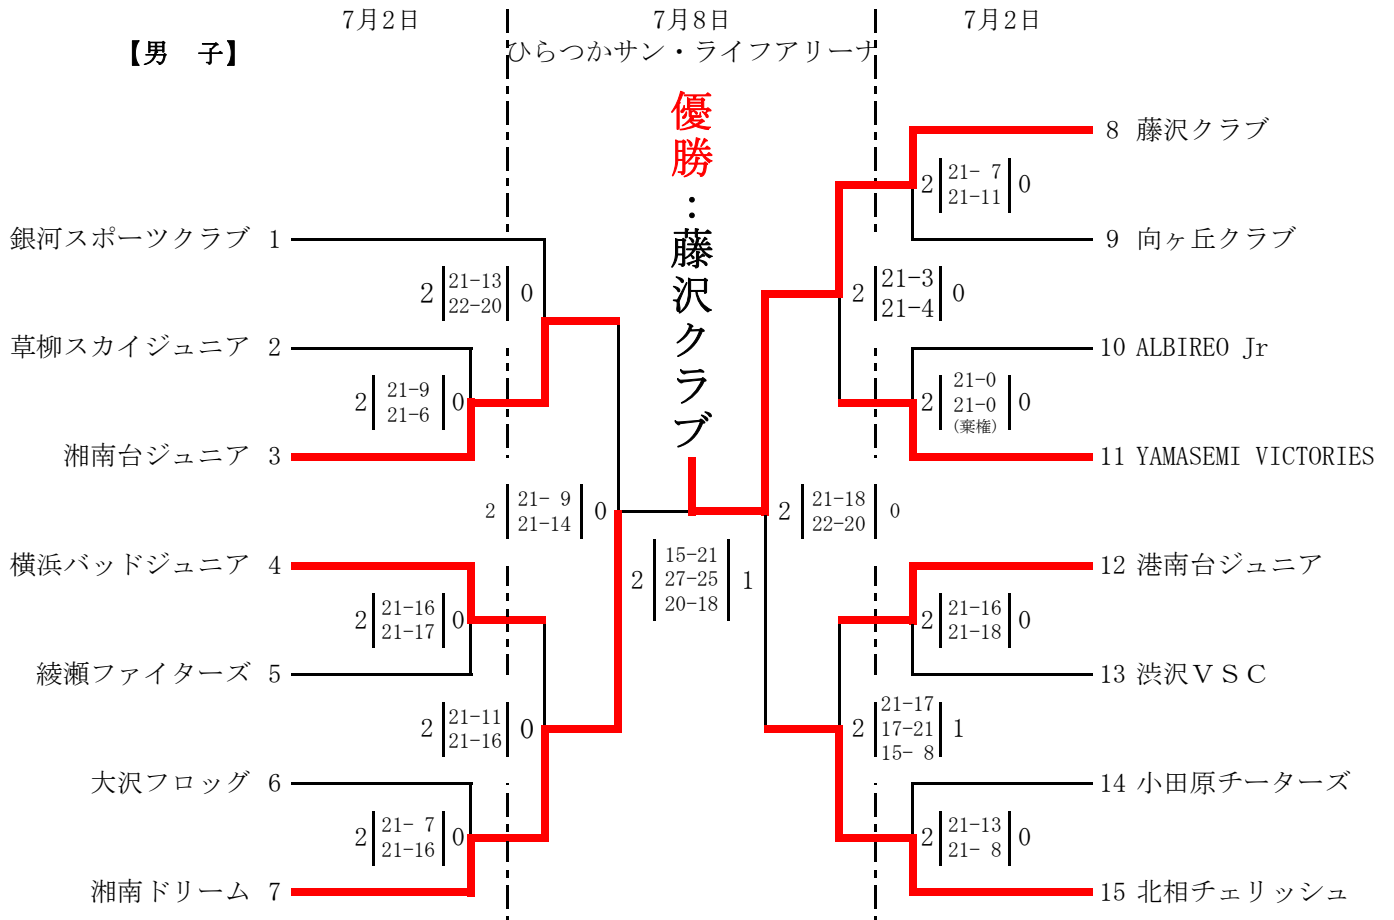 7月2日
7月8日
7月2日
【男　子】
ひらつかサン・ライフアリーナ
優勝：藤沢クラブ
銀河スポーツクラブ 1
2 21-13 0
22-20
草柳スカイジュニア 2
2 21-9 0
21-6
湘南台ジュニア 3
2 21- 9 0
21-14
横浜バッドジュニア 4
2 21-16 0
21-17
綾瀬ファイターズ 5
2 21-11 0
21-16
大沢フロッグ 6
2 21- 7 0
21-16
湘南ドリーム 7
2 15-21 1
27-25
20-18
8 藤沢クラブ
2 21- 7 0
21-11
9 向ヶ丘クラブ
2 21-3 0
21-4
10 ALBIREO Jr
2 21-0 0
21-0
(棄権)
11 YAMASEMI VICTORIES
2 21-18 0
22-20
12 港南台ジュニア
2 21-16 0
21-18
13 渋沢ＶＳＣ
2 21-17 1
17-21
15- 8
14 小田原チーターズ
2 21-13 0
21- 8
15 北相チェリッシュ